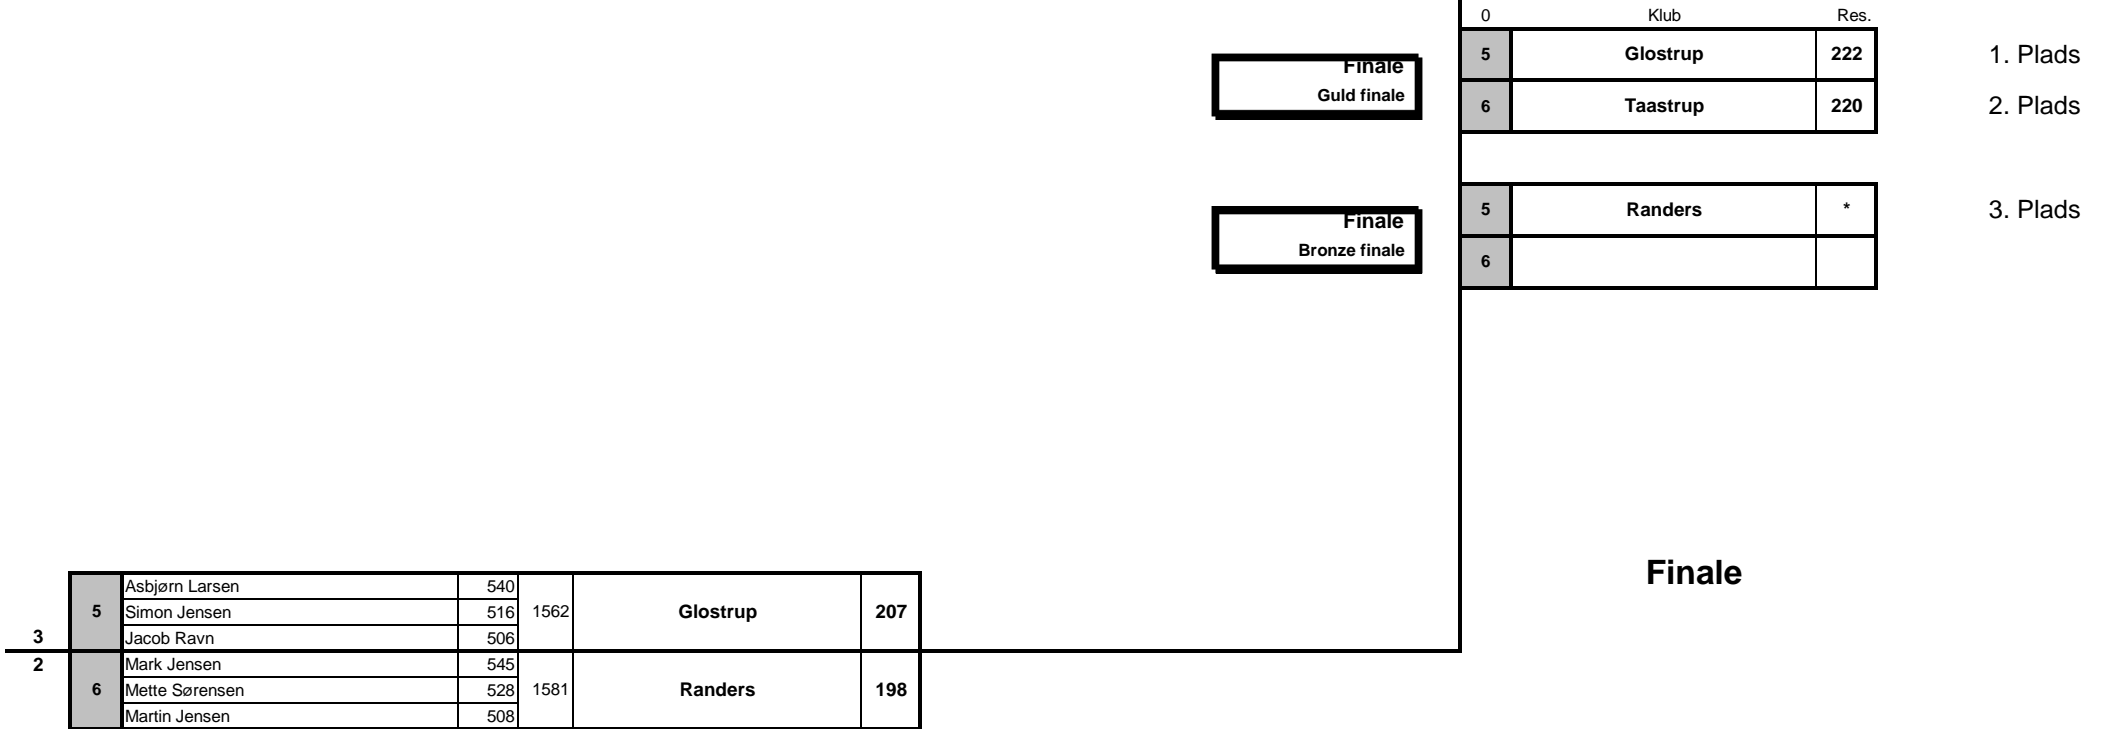 0 Klub Res.
5 Glostrup 222 1. Plads
Finale
Guld finale
6 Taastrup 220 2. Plads
5 Randers * 3. Plads
Finale
Bronze finale
6
Finale
Asbjørn Larsen 540
5 Simon Jensen 516 1562 Glostrup 207
3 Jacob Ravn 506
2 Mark Jensen 545
6 Mette Sørensen 528 1581 Randers 198
Martin Jensen 508